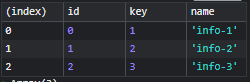 (index) id key name
0 0 1 'info-1'
1 1 2 'info-2'
2 2 3 'info-3'